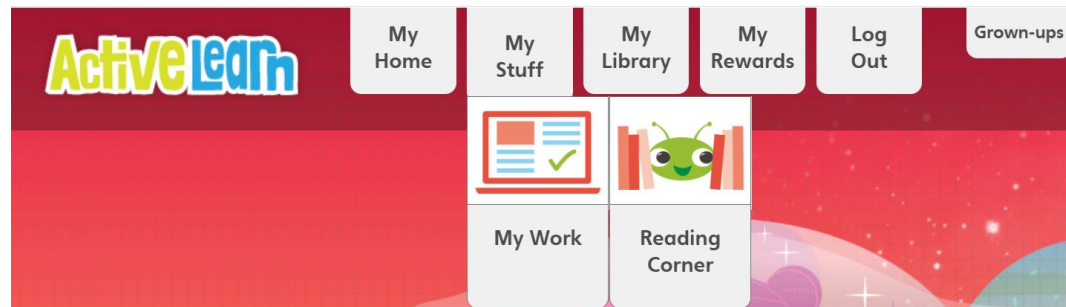 ActiveLearn
My
Home
My
Stuff
My
Library
My
Rewards
Log
Out
Grown-ups
My Work
Reading
Corner